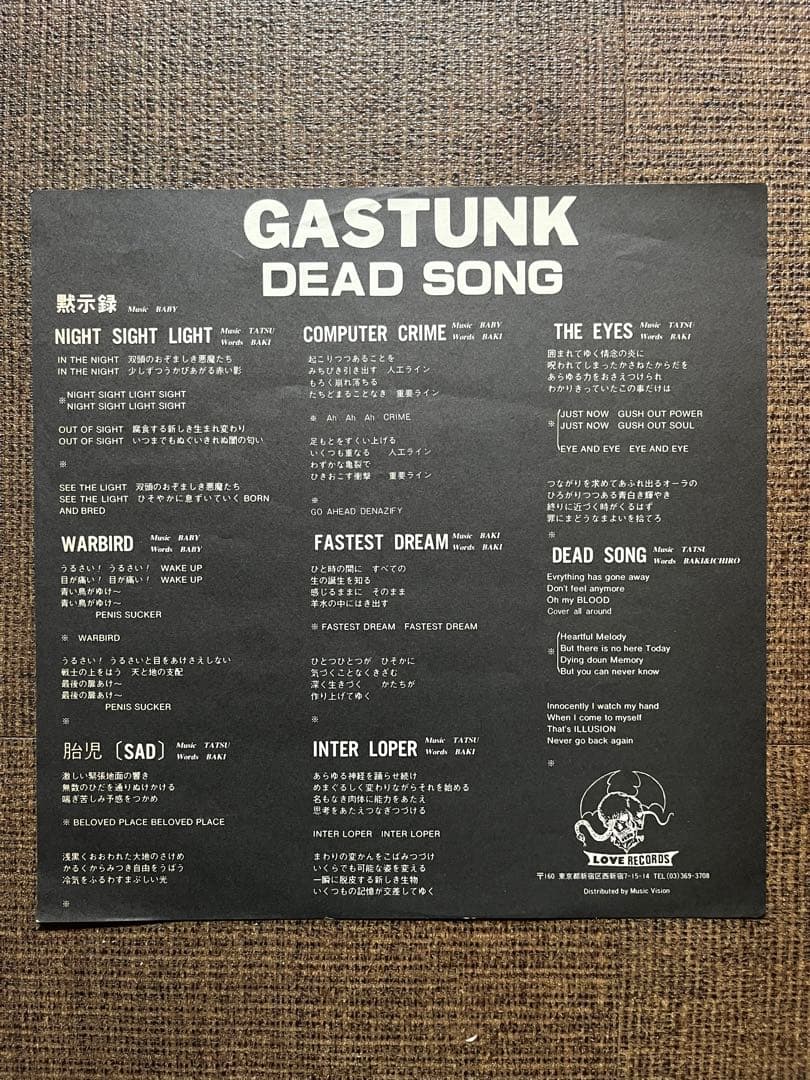 GASTUNK
DEAD SONG
黙示録 Music BABY
NIGHT SIGHT LIGHT Music TATSU
Words BAKI
IN THE NIGHT 双頭のおぞましき悪魔たち
IN THE NIGHT 少しずつうかびあがる赤い影
※ NIGHT SIGHT LIGHT SIGHT
NIGHT SIGHT LIGHT SIGHT
OUT OF SIGHT 腐食する新しき生まれ変わり
OUT OF SIGHT いつまでもぬぐいきれぬ闇の匂い
※
SEE THE LIGHT 双頭のおぞましき悪魔たち
SEE THE LIGHT ひそやかに息ずいていく BORN
AND BRED
WARBIRD Music BABY
Words BABY
うるさい! うるさい! WAKE UP
目が痛い! 目が痛い! WAKE UP
青い鳥がゆけ〜
青い鳥がゆけ〜
PENIS SUCKER
※ WARBIRD
うるさい! うるさいと目をあけさえしない
戦士の上をはう 天と地の支配
最後の扉あけ〜
最後の扉あけ〜
PENIS SUCKER
※
胎児〔SAD〕 Music TATSU
Words BAKI
激しい緊張地面の響き
無数のひだを通りぬけかける
喘ぎ苦しみ予感をつかめ
※ BELOVED PLACE BELOVED PLACE
浅黒くおおわれた大地のさけめ
かるくからみつき自由をうばう
冷気をふるわすまぶしい光
※
COMPUTER CRIME Music BABY
Words BAKI
起こりつつあることを
みちびき引き出す 人工ライン
もろく崩れ落ちる
たちどまることなき 重要ライン
※ Ah Ah Ah CRIME
足もとをすくい上げる
いくつも重なる 人工ライン
わずかな亀裂で
ひきおこす衝撃 重要ライン
※
GO AHEAD DENAZIFY
FASTEST DREAM Music BAKI
Words BAKI
ひと時の間に すべての
生の誕生を知る
感じるままに そのまま
羊水の中にはき出す
※ FASTEST DREAM FASTEST DREAM
ひとつひとつが ひそかに
気づくことなくきざむ
深く生きづく かたちが
作り上げてゆく
※
INTER LOPER Music TATSU
Words BAKI
あらゆる神経を踊らせ続け
めまぐるしく変わりながらそれを始める
名もなき肉体に能力をあたえ
思考をあたえつなぎつづける
INTER LOPER INTER LOPER
まわりの変かんをこばみつづけ
いくらでも可能な姿を変える
一瞬に脱皮する新しき生物
いくつもの記憶が交差してゆく
THE EYES Music TATSU
Words BAKI
囲まれてゆく情念の炎に
呪われてしまったかさねたからだを
あらゆる力をおさえつけられ
わかりきっていたこの事だけは
※ JUST NOW GUSH OUT POWER
JUST NOW GUSH OUT SOUL
EYE AND EYE EYE AND EYE
つながりを求めてあふれ出るオーラの
ひろがりつつある青白き輝やき
終りに近づく時がくるはず
罪にまどうなまよいを捨てろ
※
DEAD SONG Music TATSU
Words BAKI&ICHIRO
Evrything has gone away
Don't feel anymore
Oh my BLOOD
Cover all around
※ Heartful Melody
But there is no here Today
Dying doun Memory
But you can never know
Innocently I watch my hand
When I come to myself
That's ILLUSION
Never go back again
※
LOVE RECORDS
〒160 東京都新宿区西新宿7-15-14 TEL(03)369-3708
Distributed by Music Vision